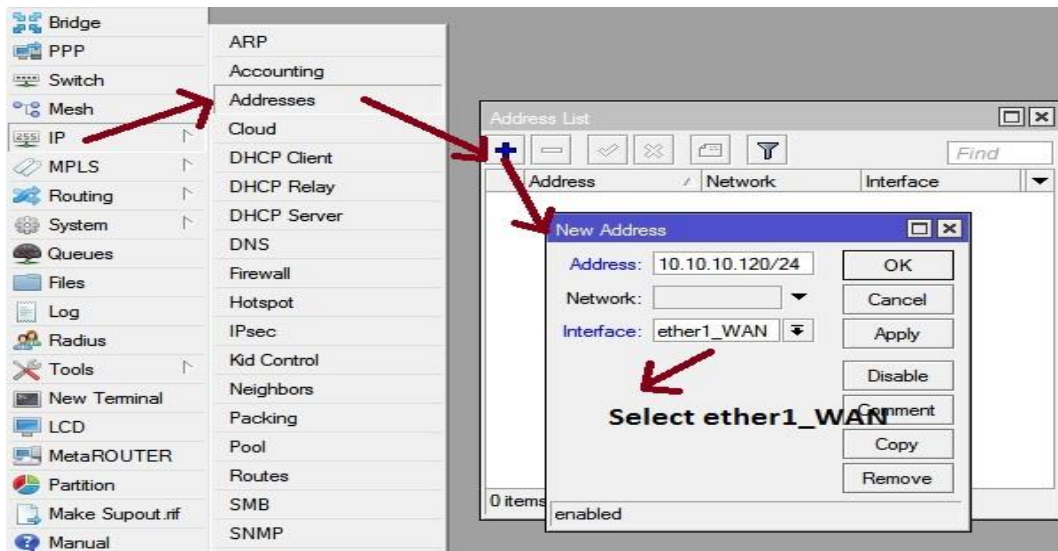 Bridge
PPP
Switch
Mesh
IP
MPLS
Routing
System
Queues
Files
Log
Radius
Tools
New Terminal
LCD
MetaROUTER
Partition
Make Supout.rif
Manual
ARP
Accounting
Addresses
Cloud
DHCP Client
DHCP Relay
DHCP Server
DNS
Firewall
Hotspot
IPsec
Kid Control
Neighbors
Packing
Pool
Routes
SMB
SNMP
Address List
Find
Address Network Interface
New Address
Address: 10.10.10.120/24 OK
Network: Cancel
Interface: ether1_WAN Apply
Disable
Select ether1_WAN
Comment
Copy
Remove
0 items
enabled